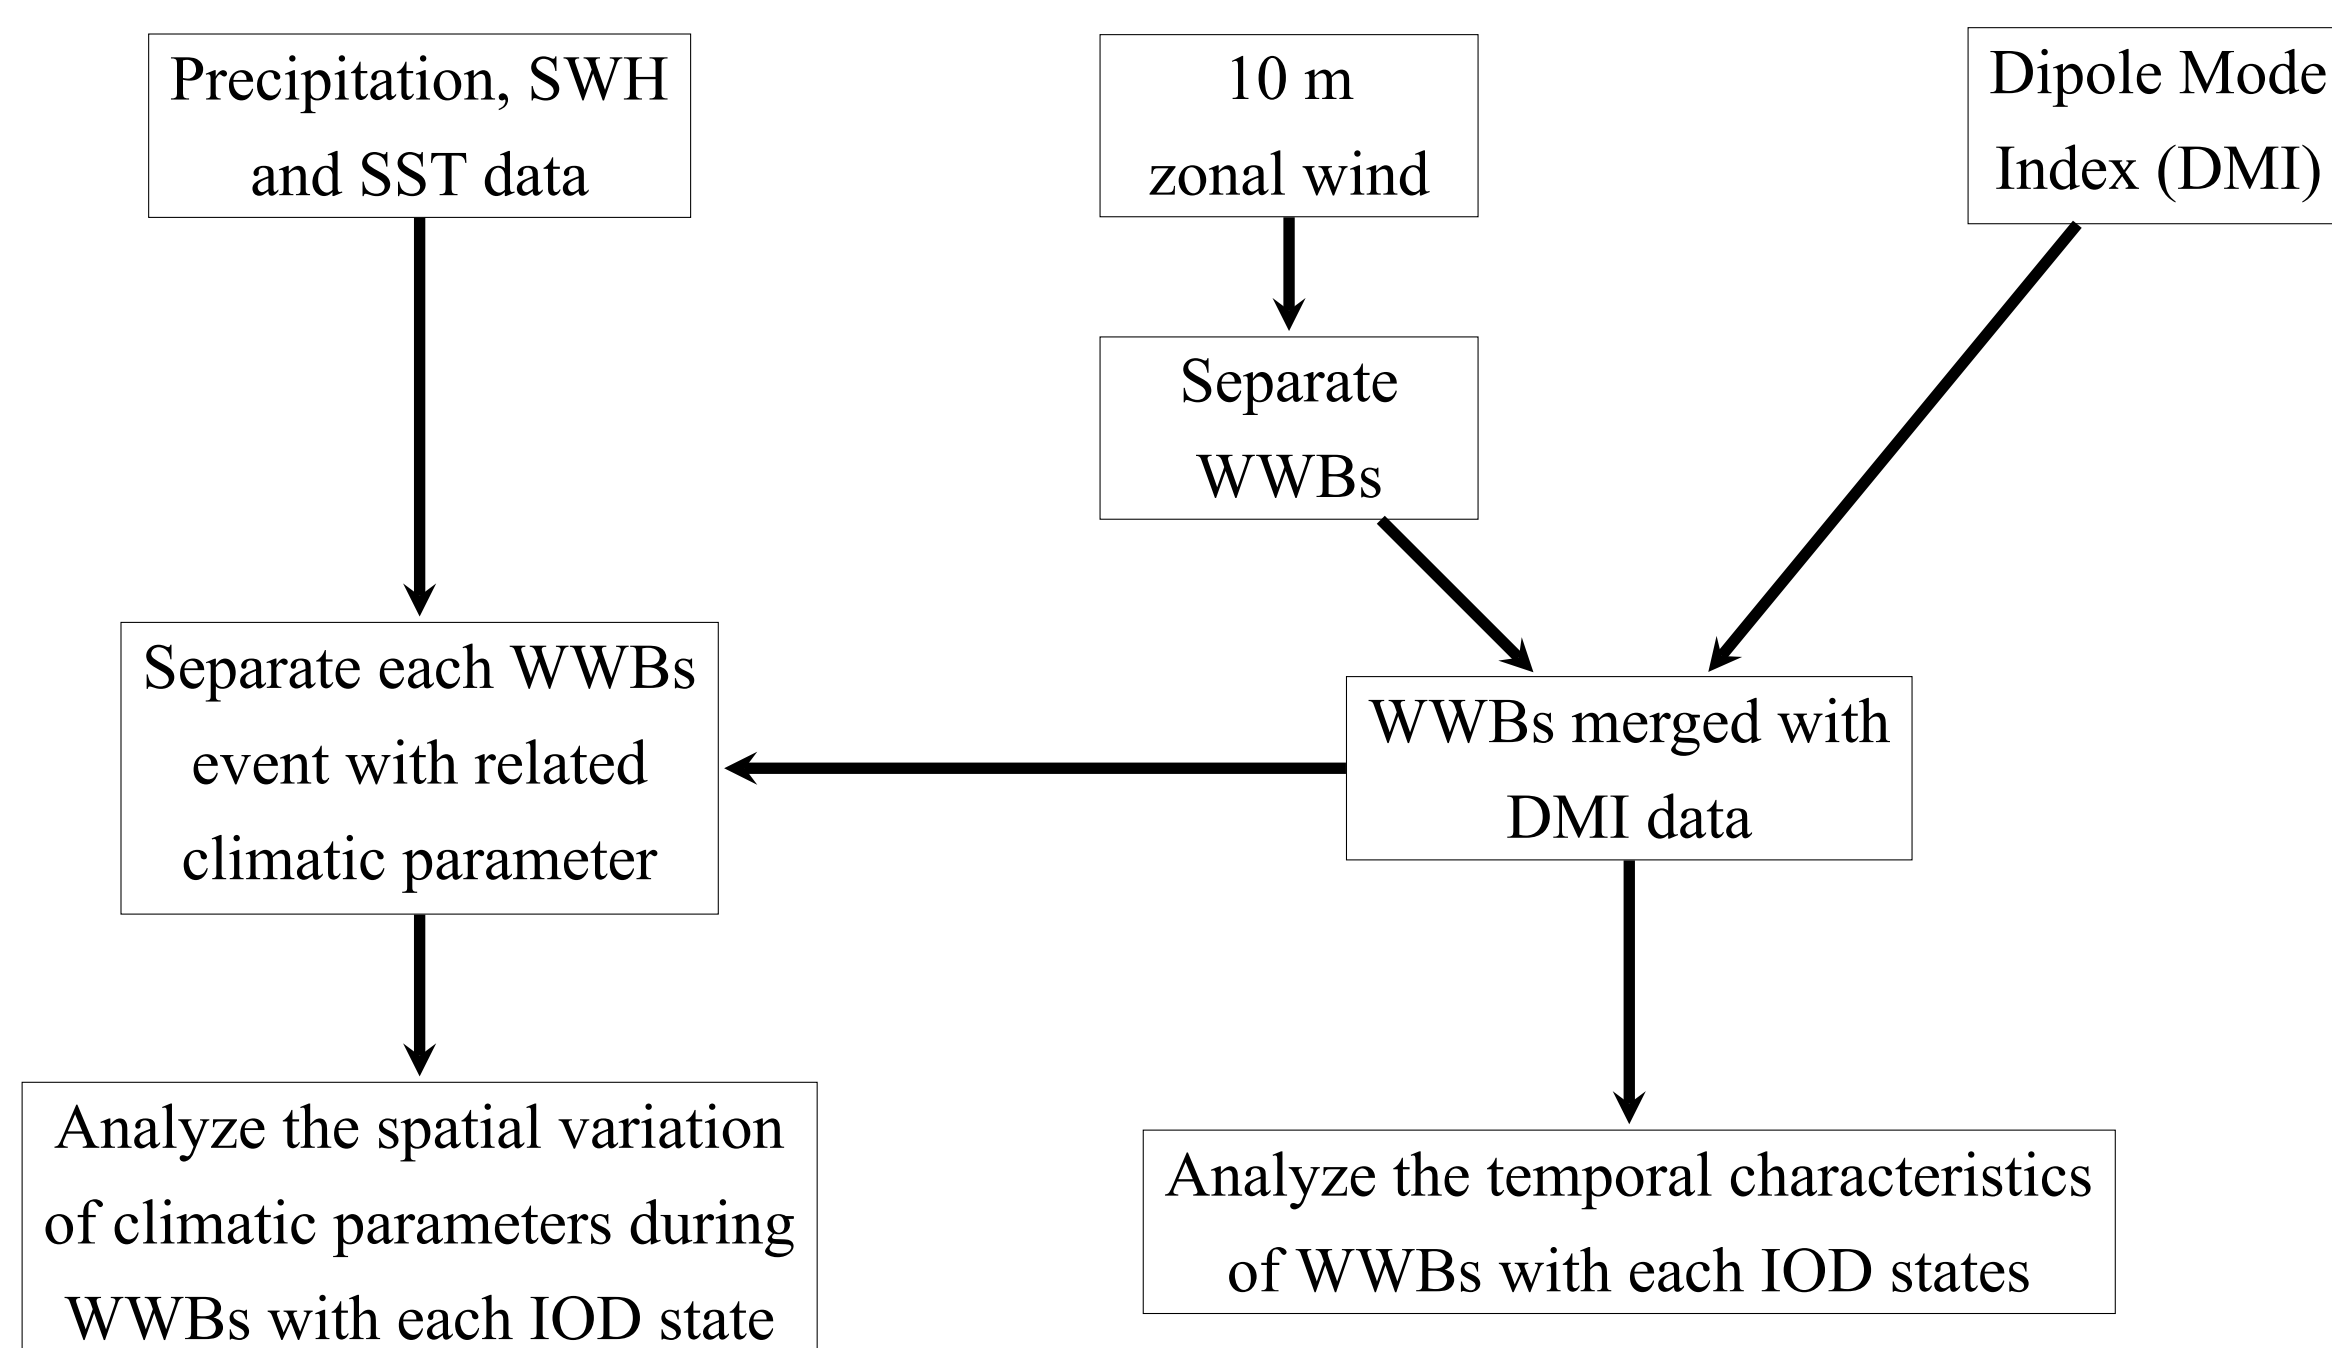 Precipitation, SWH
and SST data
10 m
zonal wind
Dipole Mode
Index (DMI)
Separate
WWBs
Separate each WWBs
event with related
climatic parameter
WWBs merged with
DMI data
Analyze the spatial variation
of climatic parameters during
WWBs with each IOD state
Analyze the temporal characteristics
of WWBs with each IOD states